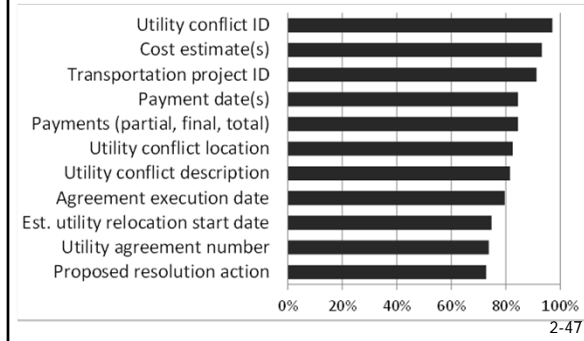 Utility conflict ID
Cost estimate(s)
Transportation project ID
Payment date(s)
Payments (partial, final, total)
Utility conflict location
Utility conflict description
Agreement execution date
Est. utility relocation start date
Utility agreement number
Proposed resolution action
0% 20% 40% 60% 80% 100%
2-47